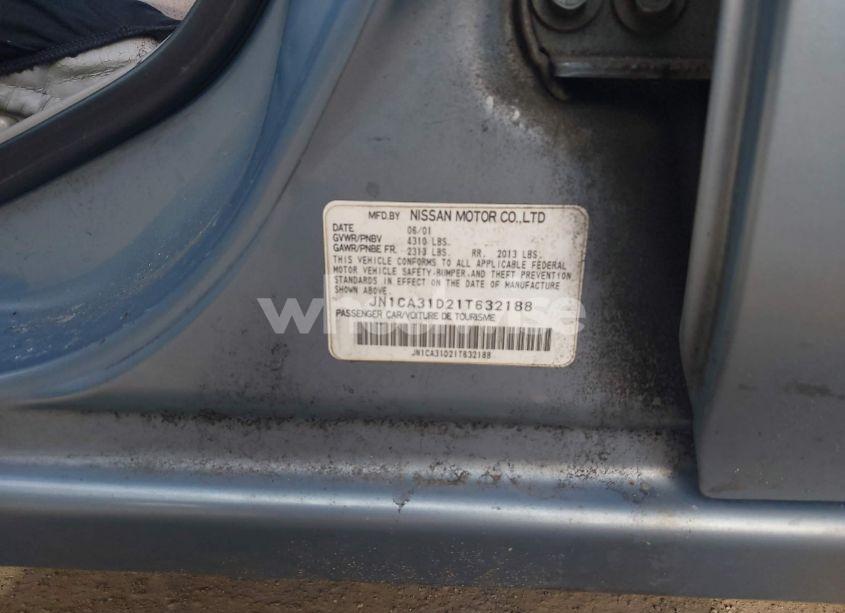 MFD.BY NISSAN MOTOR CO.,LTD
DATE 06/01
GVWR/PNBV 4310 LBS.
GAWR/PNBE FR. 2313 LBS. RR. 2013 LBS.
THIS VEHICLE CONFORMS TO ALL APPLICABLE FEDERAL
MOTOR VEHICLE SAFETY,BUMPER,AND THEFT PREVENTION
STANDARDS IN EFFECT ON THE DATE OF MANUFACTURE
SHOWN ABOVE.
JN1CA31D21T632188
PASSENGER CAR/VOITURE DE TOURISME
JN1CA31D21T632188